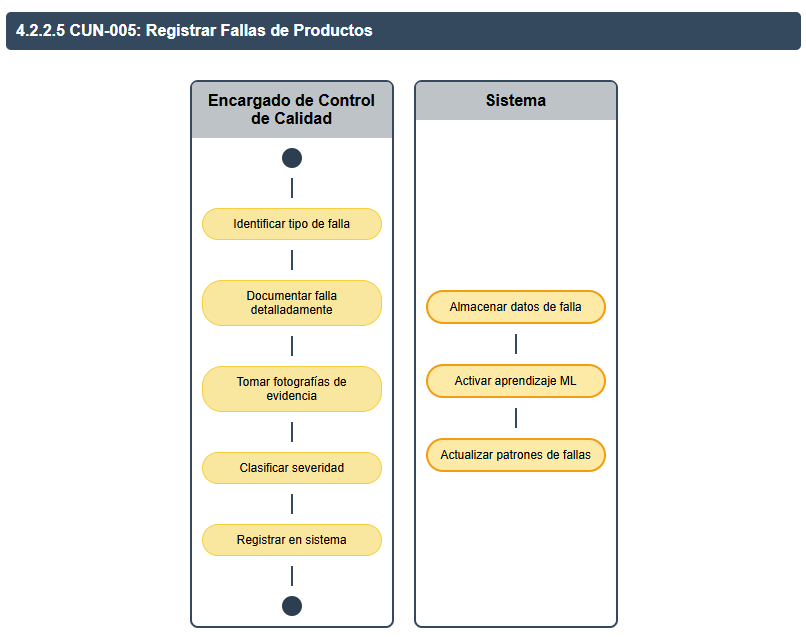 4.2.2.5 CUN-005: Registrar Fallas de Productos
Encargado de Control
de Calidad
Identificar tipo de falla
Documentar falla
detalladamente
Tomar fotografías de
evidencia
Clasificar severidad
Registrar en sistema
Sistema
Almacenar datos de falla
Activar aprendizaje ML
Actualizar patrones de fallas